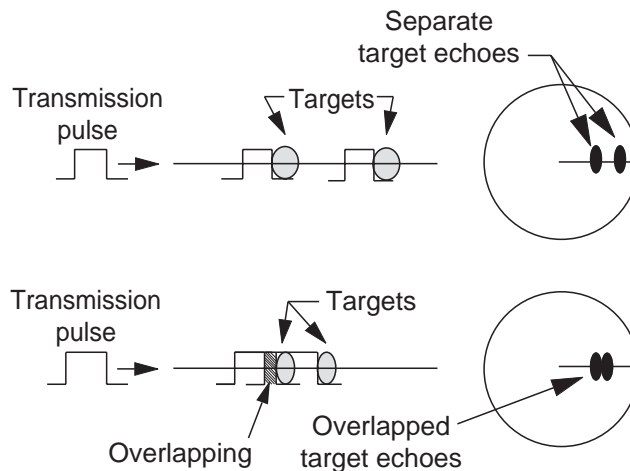 Separate
target echoes
Transmission
pulse
Targets
Transmission
pulse
Targets
Overlapping
Overlapped
target echoes